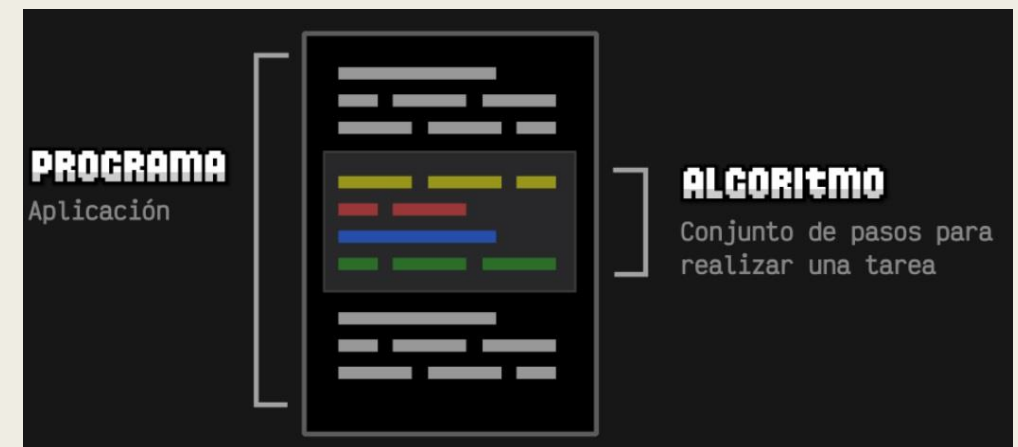 PROGRAMA
Aplicación
ALGORITMO
Conjunto de pasos para
realizar una tarea